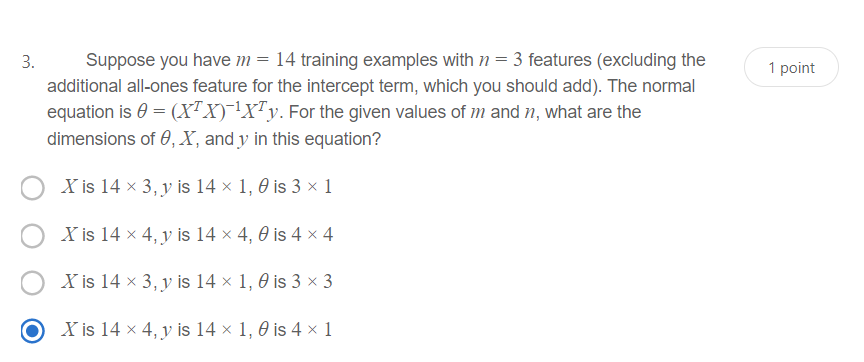 3. Suppose you have m = 14 training examples with n = 3 features (excluding the
1 point
additional all-ones feature for the intercept term, which you should add). The normal
equation is θ = (XᵀX)⁻¹Xᵀy. For the given values of m and n, what are the
dimensions of θ, X, and y in this equation?
X is 14 × 3, y is 14 × 1, θ is 3 × 1
X is 14 × 4, y is 14 × 4, θ is 4 × 4
X is 14 × 3, y is 14 × 1, θ is 3 × 3
X is 14 × 4, y is 14 × 1, θ is 4 × 1